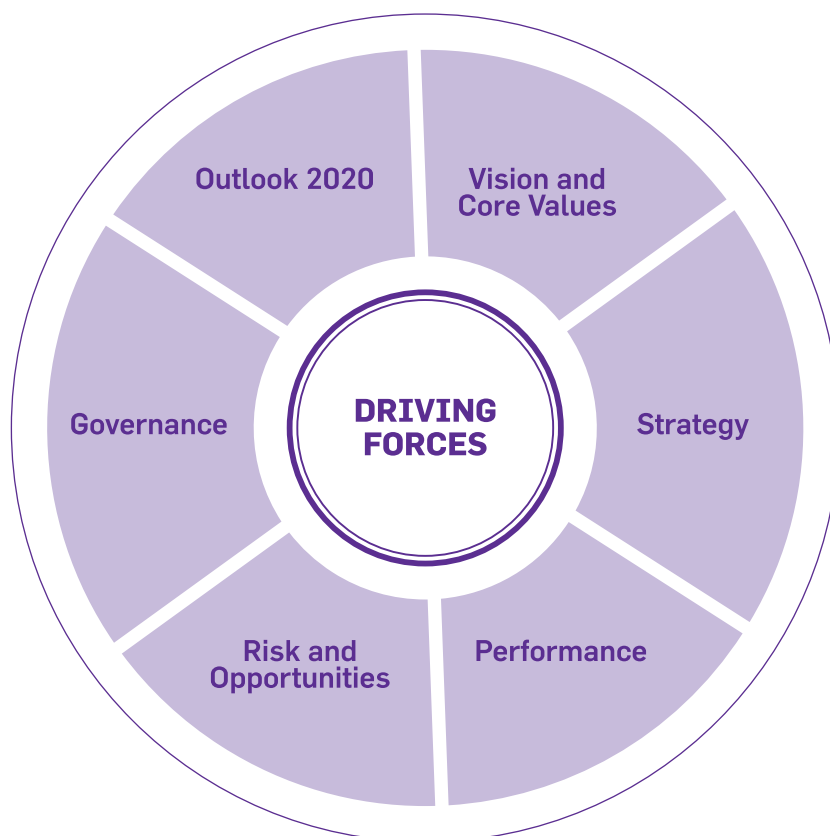 Outlook 2020
Vision and
Core Values
Governance
DRIVING
FORCES
Strategy
Risk and
Opportunities
Performance